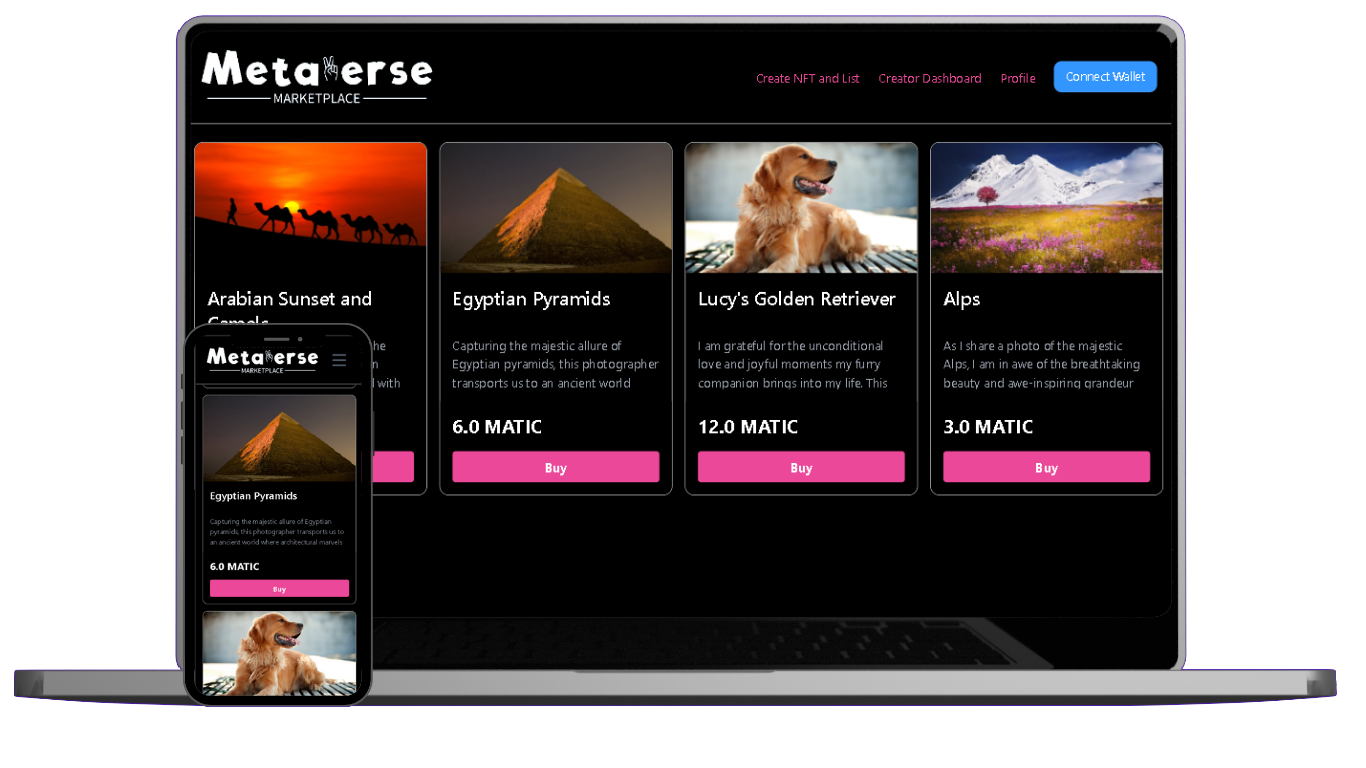 Metaverse
MARKETPLACE
Create NFT and List
Creator Dashboard
Profile
Connect Wallet
Arabian Sunset and
Camels
he
n
l with
Egyptian Pyramids
Capturing the majestic allure of
Egyptian pyramids, this photographer
transports us to an ancient world
6.0 MATIC
Buy
Lucy's Golden Retriever
I am grateful for the unconditional
love and joyful moments my furry
companion brings into my life. This
12.0 MATIC
Buy
Alps
As I share a photo of the majestic
Alps, I am in awe of the breathtaking
beauty and awe-inspiring grandeur
3.0 MATIC
Buy
Metaverse
MARKETPLACE
Egyptian Pyramids
Capturing the majestic allure of Egyptian
pyramids, this photographer transports us to
an ancient world where architectural marvels
6.0 MATIC
Buy